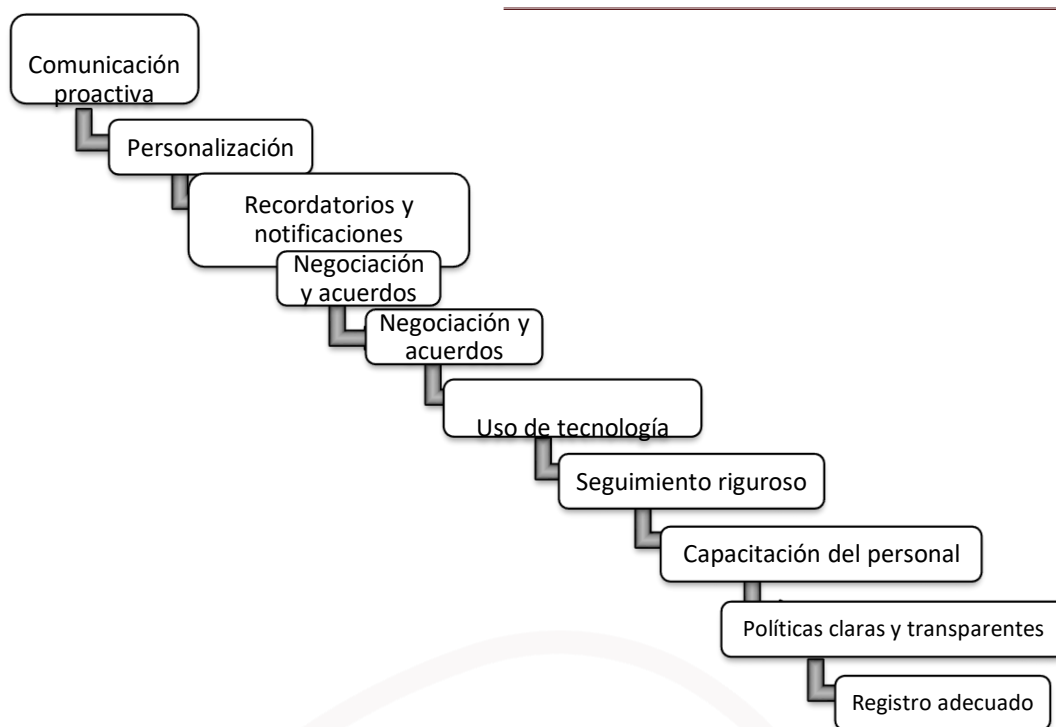 Comunicación
proactiva
Personalización
Recordatorios y
notificaciones
Negociación
y acuerdos
Negociación y
acuerdos
Uso de tecnología
Seguimiento riguroso
Capacitación del personal
Políticas claras y transparentes
Registro adecuado